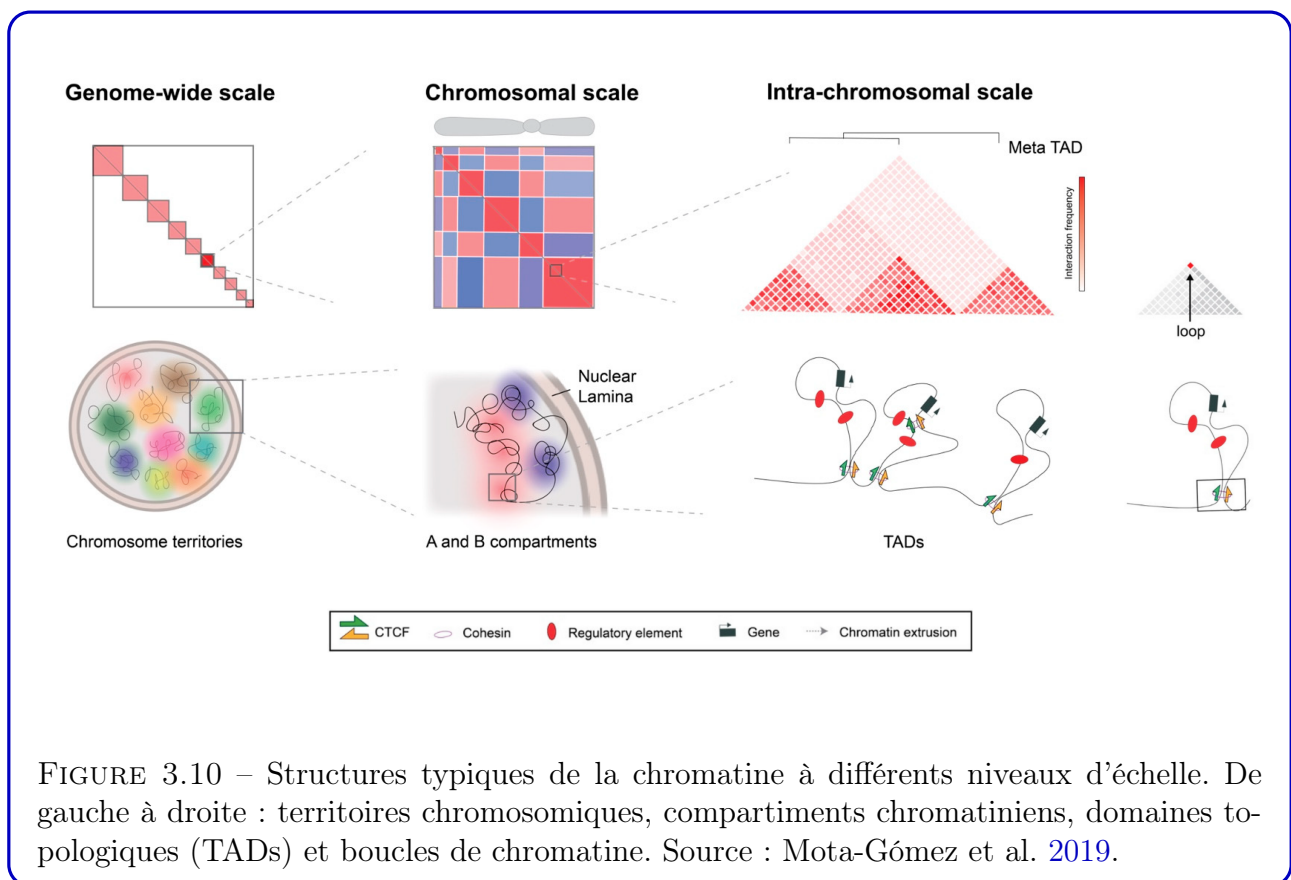 Genome-wide scale
Chromosomal scale
Intra-chromosomal scale
Meta TAD
Interaction frequency
loop
Nuclear
Lamina
Chromosome territories
A and B compartments
TADs
CTCF
Cohesin
Regulatory element
Gene
Chromatin extrusion
FIGURE 3.10 – Structures typiques de la chromatine à différents niveaux d'échelle. De
gauche à droite : territoires chromosomiques, compartiments chromatiniens, domaines to-
pologiques (TADs) et boucles de chromatine. Source : Mota-Gómez et al. 2019.